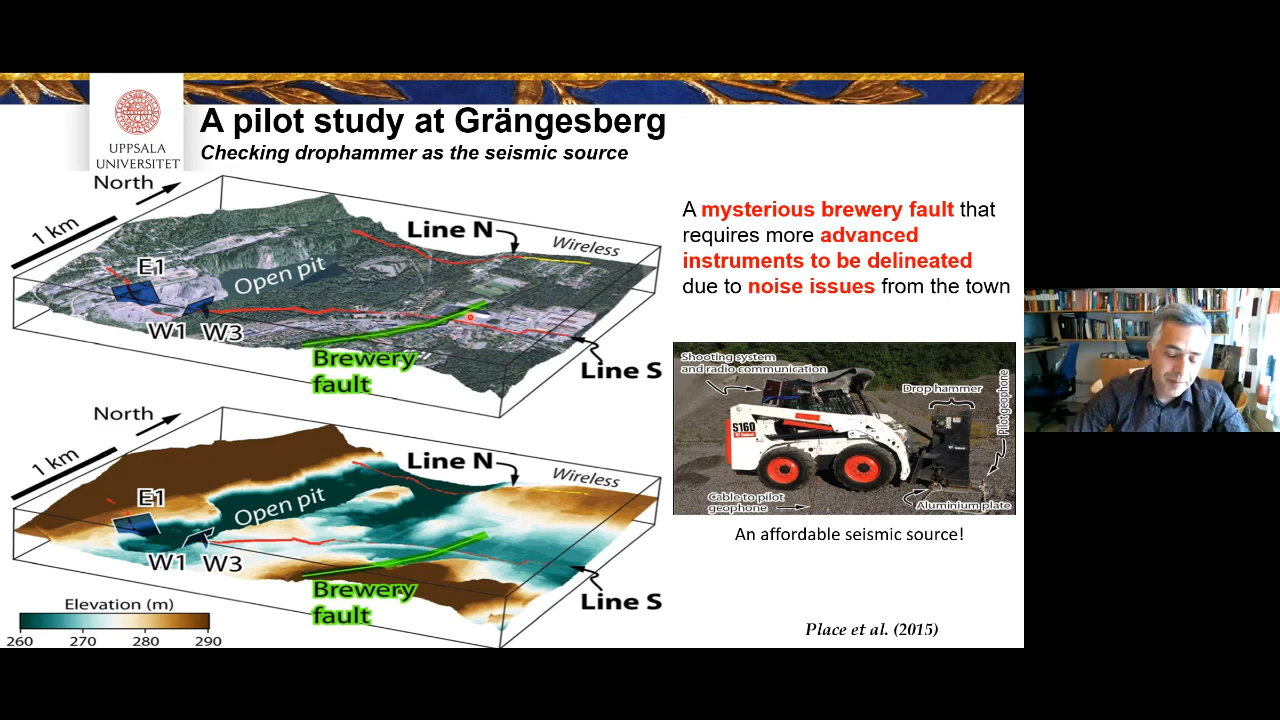 UPPSALA
UNIVERSITET
A pilot study at Grängesberg
Checking drophammer as the seismic source
North
1 km
Line N
Wireless
E1
Open pit
W1 W3
Brewery
fault
Line S
North
1 km
Line N
Wireless
E1
Open pit
W1 W3
Brewery
fault
Line S
Elevation (m)
260 270 280 290
A mysterious brewery fault that
requires more advanced
instruments to be delineated
due to noise issues from the town
Shooting system
and radio communication
Drop hammer
Pilot geophone
S160
Cable to pilot
geophone
Aluminium plate
An affordable seismic source!
Place et al. (2015)